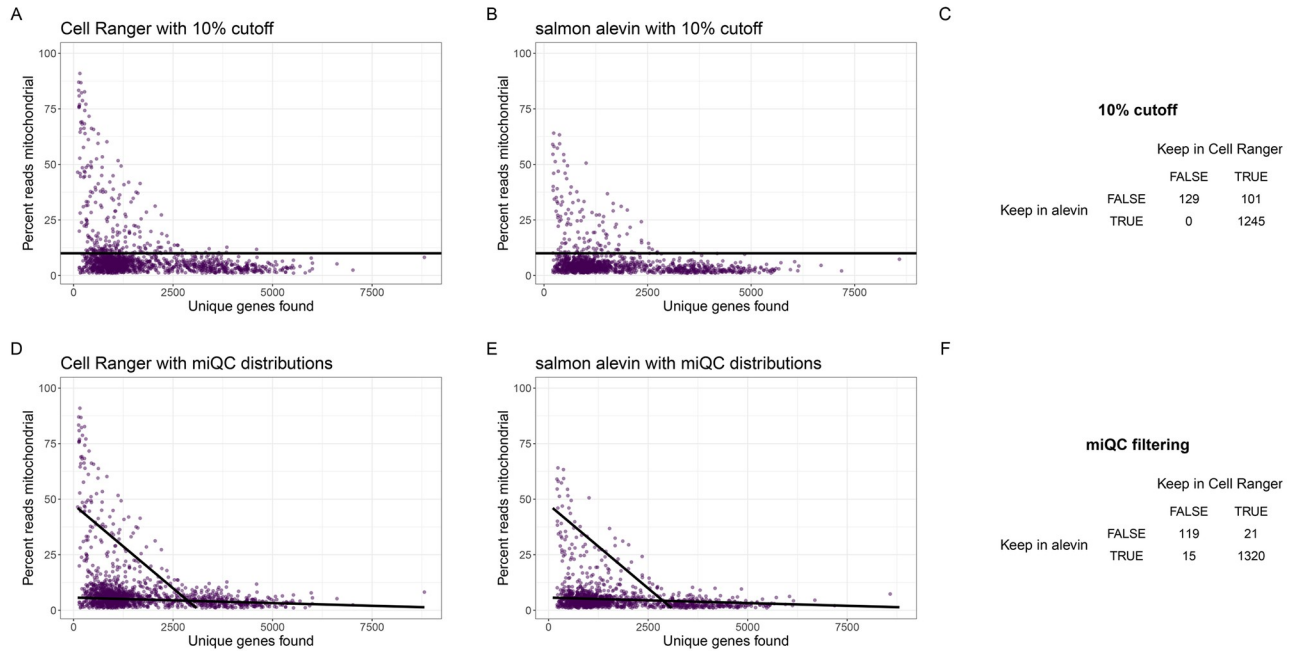 A
Cell Ranger with 10% cutoff
Percent reads mitochondrial
100
75
50
25
0
0 2500 5000 7500
Unique genes found
B
salmon alevin with 10% cutoff
Percent reads mitochondrial
100
75
50
25
0
0 2500 5000 7500
Unique genes found
C
10% cutoff
Keep in Cell Ranger
FALSE TRUE
Keep in alevin
FALSE 129 101
TRUE 0 1245
D
Cell Ranger with miQC distributions
Percent reads mitochondrial
100
75
50
25
0
0 2500 5000 7500
Unique genes found
E
salmon alevin with miQC distributions
Percent reads mitochondrial
100
75
50
25
0
0 2500 5000 7500
Unique genes found
F
miQC filtering
Keep in Cell Ranger
FALSE TRUE
Keep in alevin
FALSE 119 21
TRUE 15 1320